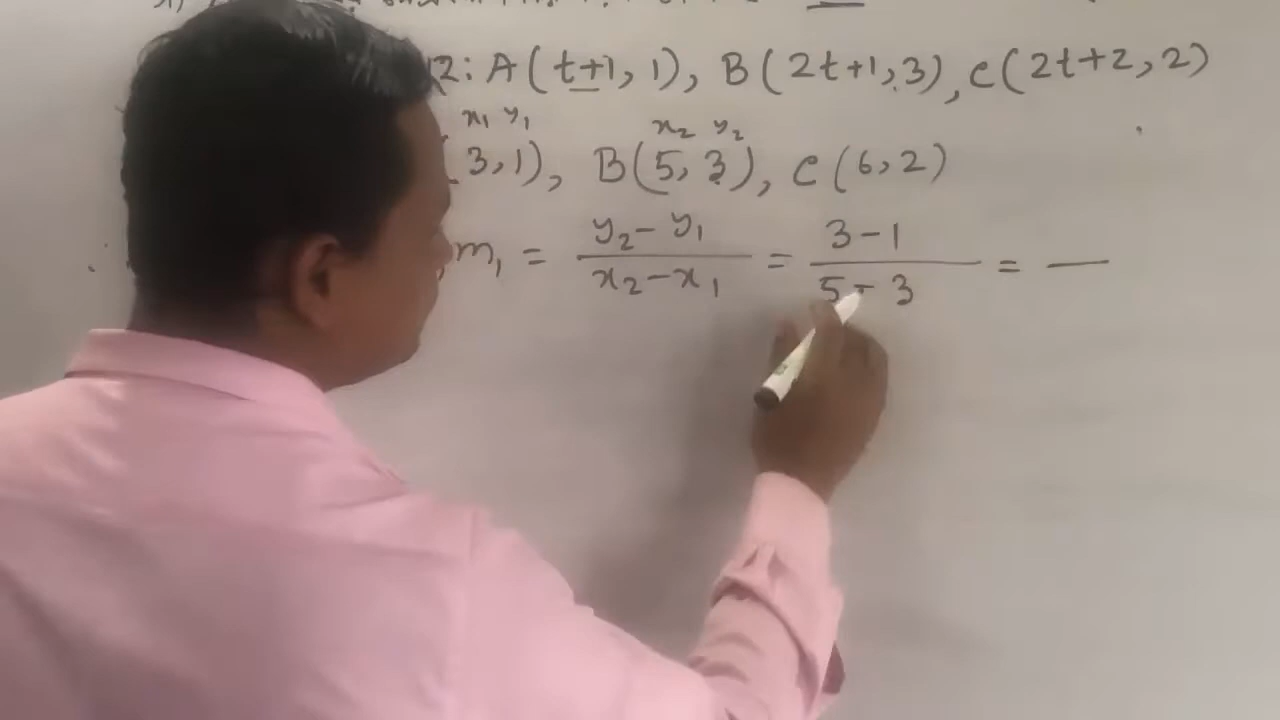 2: A(t+1, 1), B(2t+1, 3), C(2t+2, 2)
x₁ y₁ x₂ y₂
(3, 1), B(5, 3), C(6, 2)
m₁ = y₂ - y₁ / x₂ - x₁ = 3 - 1 / 5 - 3 = —